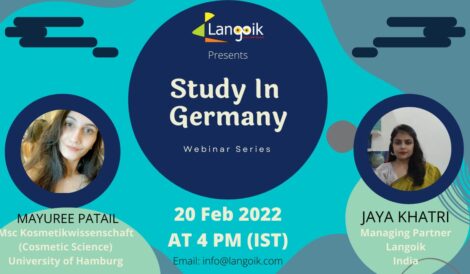 Langoik
Presents
Study In
Germany
Webinar Series
MAYUREE PATAIL
Msc Kosmetikwissenschaft
(Cosmetic Science)
University of Hamburg
20 Feb 2022
AT 4 PM (IST)
Email: info@langoik.com
JAYA KHATRI
Managing Partner
Langoik
India